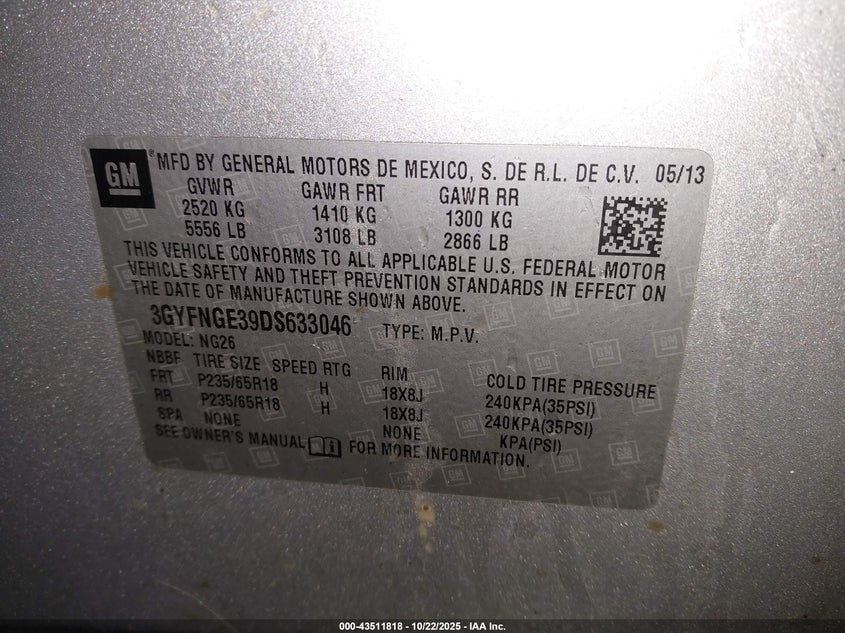 GM® MFD BY GENERAL MOTORS DE MEXICO, S. DE R.L. DE C.V. 05/13
GVWR GAWR FRT GAWR RR
2520 KG 1410 KG 1300 KG
5556 LB 3108 LB 2866 LB
THIS VEHICLE CONFORMS TO ALL APPLICABLE U.S. FEDERAL MOTOR
VEHICLE SAFETY AND THEFT PREVENTION STANDARDS IN EFFECT ON
THE DATE OF MANUFACTURE SHOWN ABOVE.
3GYFNGE39DS633046 TYPE: M.P.V.
MODEL: NG26
NBBF TIRE SIZE SPEED RTG RIM COLD TIRE PRESSURE
FRT P235/65R18 H 18X8J 240KPA(35PSI)
RR P235/65R18 H 18X8J 240KPA(35PSI)
SPA NONE NONE KPA(PSI)
SEE OWNER'S MANUAL FOR MORE INFORMATION.
000-43511818 - 10/22/2025 - IAA Inc.